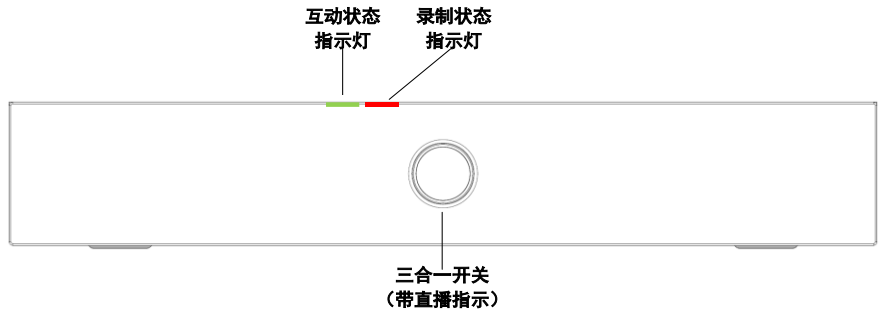 互动状态
指示灯
录制状态
指示灯
三合一开关
（带直播指示）